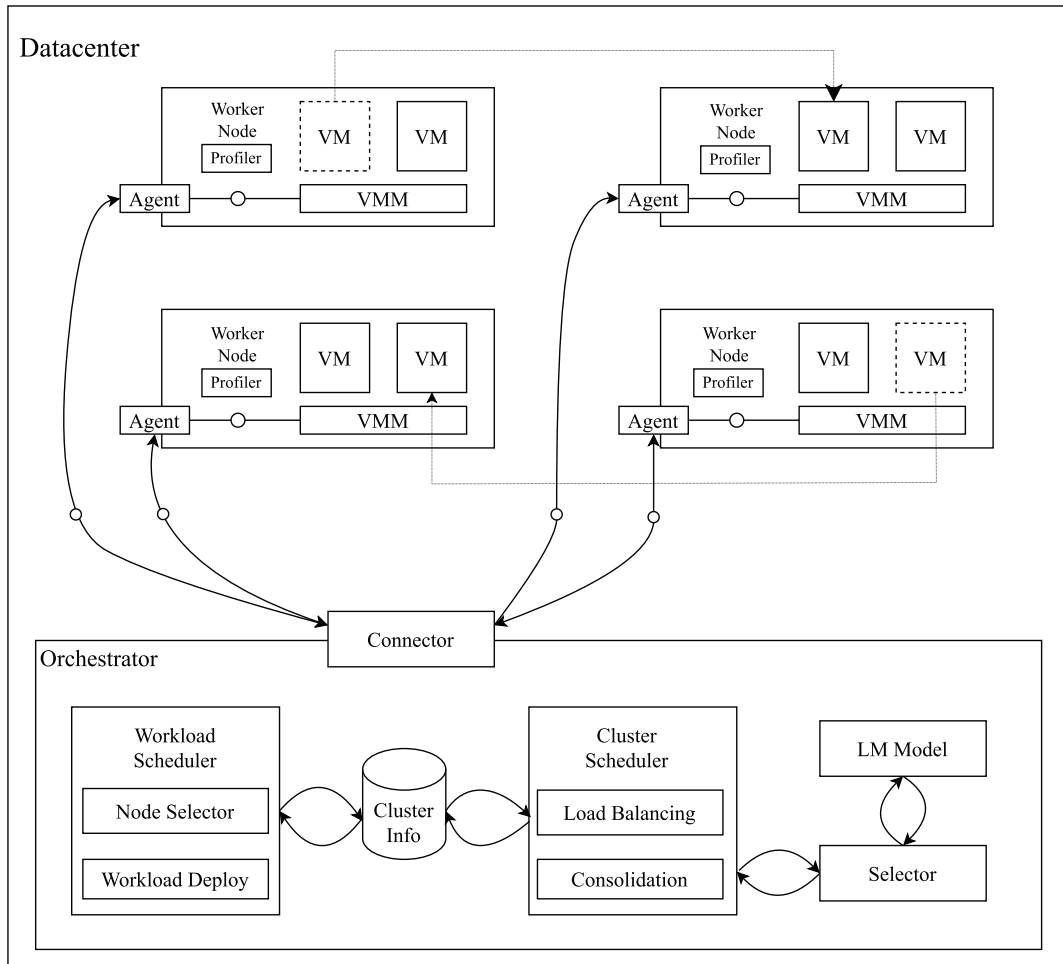 Datacenter
Worker
Node
Profiler
VM
VM
Agent
VMM
Worker
Node
Profiler
VM
VM
Agent
VMM
Worker
Node
Profiler
VM
VM
Agent
VMM
Worker
Node
Profiler
VM
VM
Agent
VMM
Connector
Orchestrator
Workload
Scheduler
Node Selector
Workload Deploy
Cluster
Info
Cluster
Scheduler
Load Balancing
Consolidation
LM Model
Selector